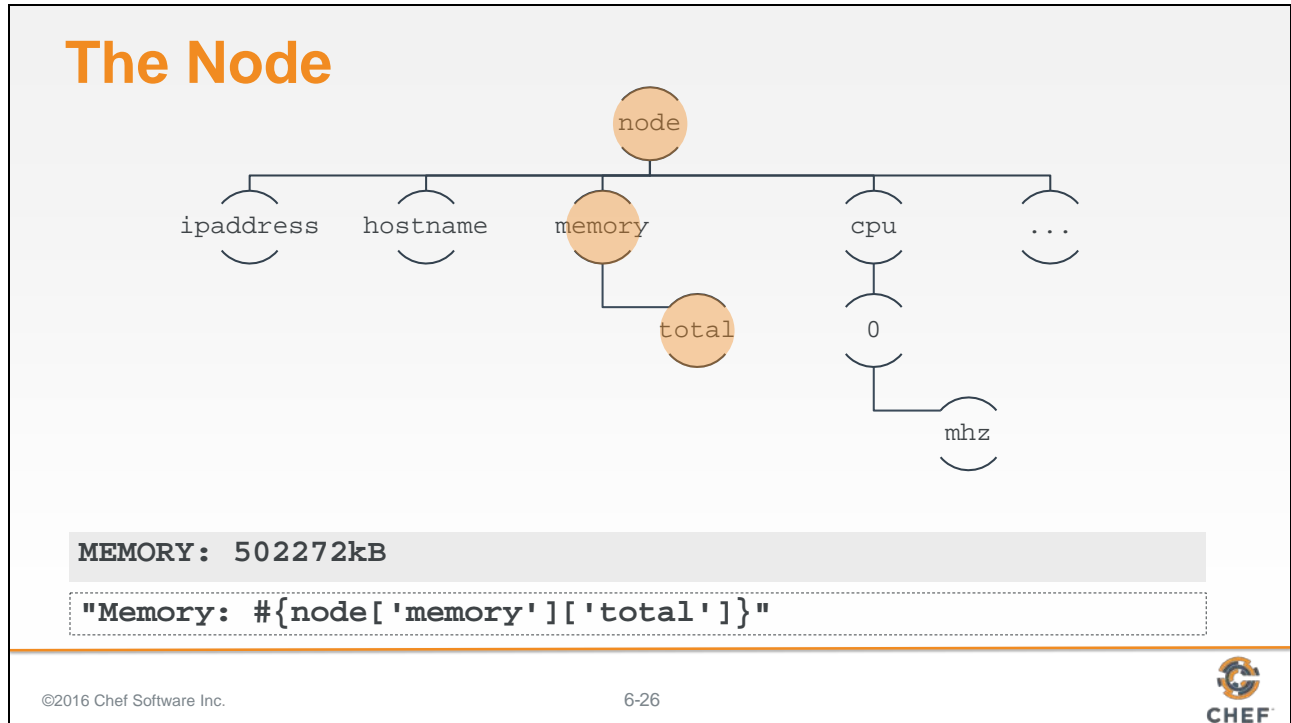 The Node
node
ipaddress hostname memory cpu ...
total 0
mhz
MEMORY: 502272kB
"Memory: #{node['memory']['total']}"
©2016 Chef Software Inc. 6-26
CHEF